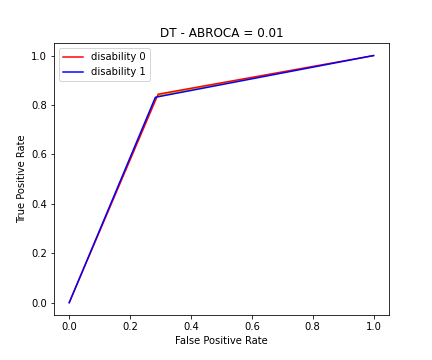 DT - ABROCA = 0.01
disability 0
disability 1
True Positive Rate
1.0
0.8
0.6
0.4
0.2
0.0
0.0 0.2 0.4 0.6 0.8 1.0
False Positive Rate